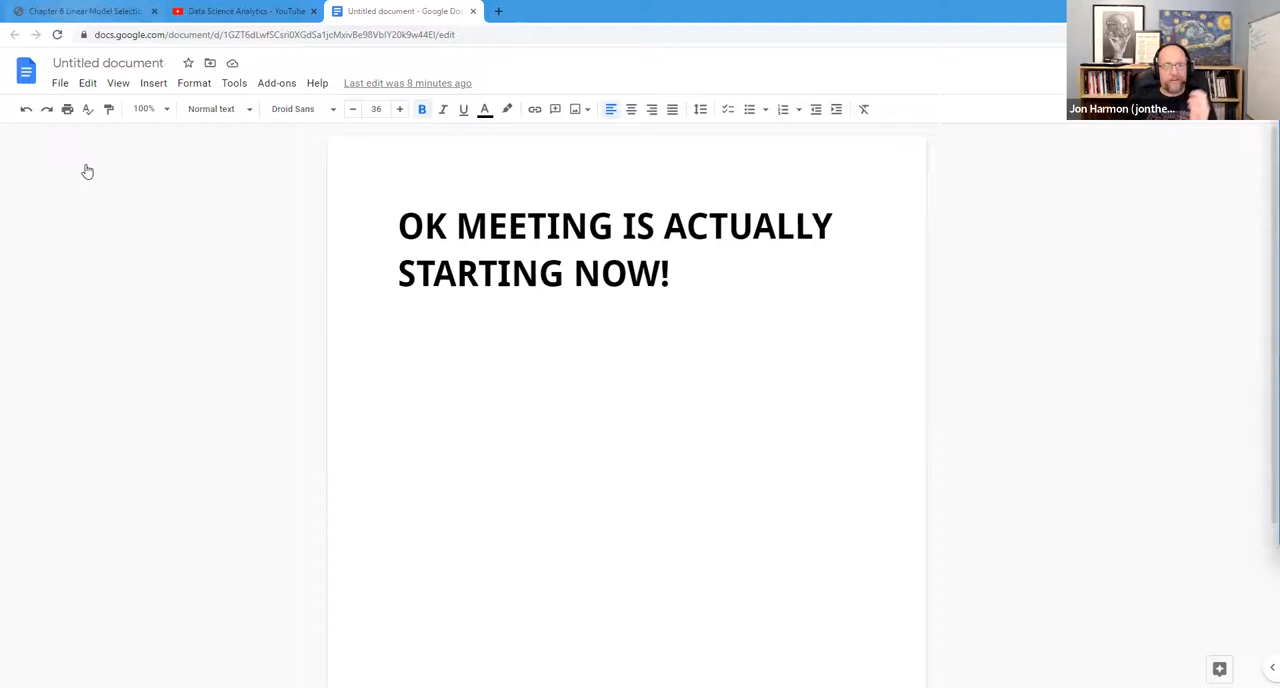 Chapter 6 Linear Model Selectio
Data Science Analytics - YouTube
Untitled document - Google Doc
docs.google.com/document/d/1GZT6dLwfSCsri0XGdSa1jcMxivBe98VbIY20k9w44EI/edit
Untitled document
File Edit View Insert Format Tools Add-ons Help Last edit was 8 minutes ago
100% Normal text Droid Sans 36
Jon Harmon (jonthe...
OK MEETING IS ACTUALLY
STARTING NOW!